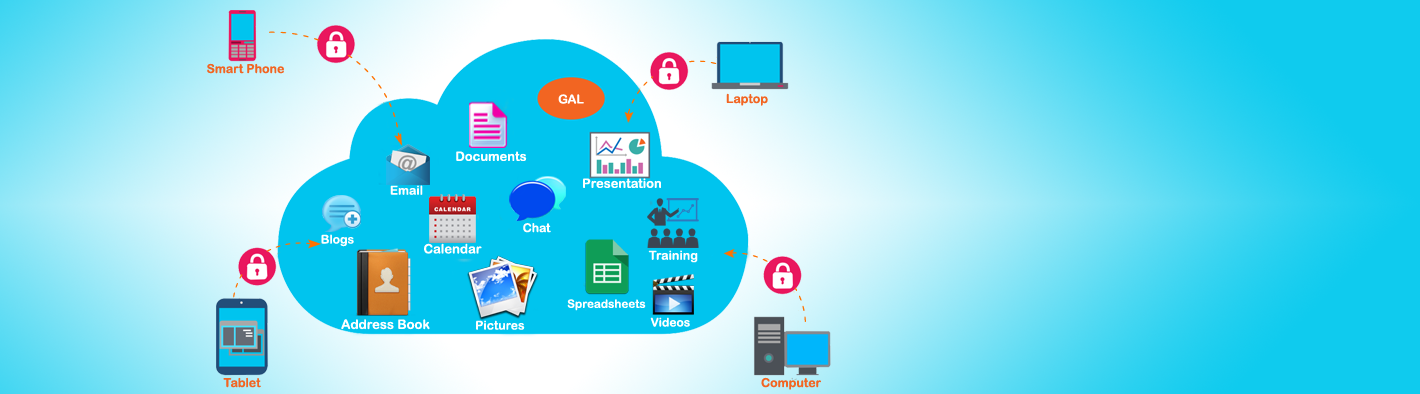 Smart Phone
Laptop
GAL
Documents
Presentation
Email
CALENDAR
Blogs
Calendar
Chat
Training
Address Book
Pictures
Spreadsheets
Videos
Tablet
Computer